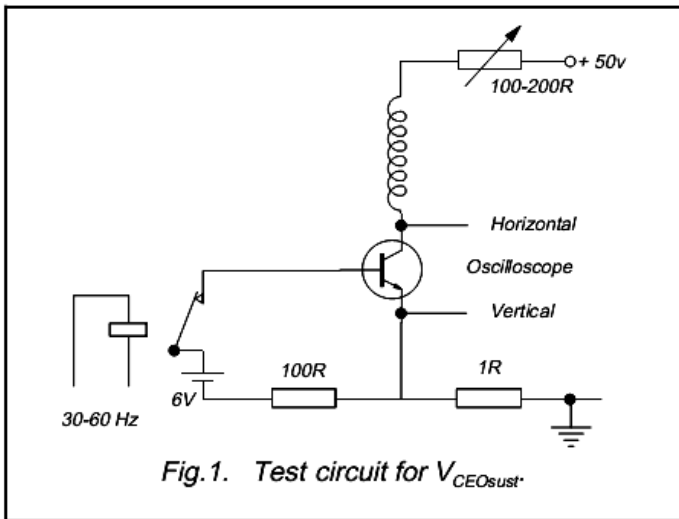 + 50v
100-200R
Horizontal
Oscilloscope
Vertical
100R
1R
6V
30-60 Hz
Fig.1. Test circuit for VCEOsust.